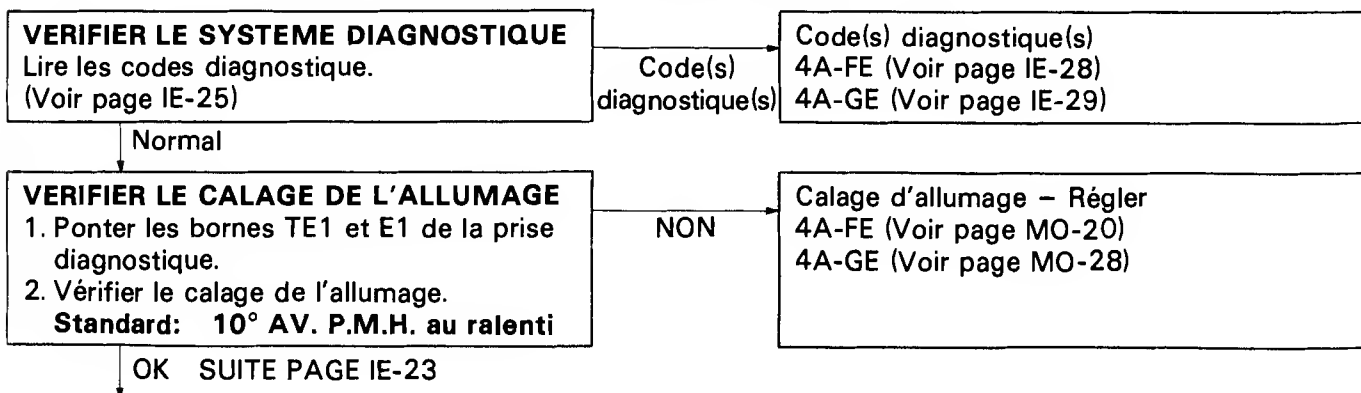 VERIFIER LE SYSTEME DIAGNOSTIQUE
Lire les codes diagnostique.
(Voir page IE-25)
Code(s)
diagnostique(s)
Code(s) diagnostique(s)
4A-FE (Voir page IE-28)
4A-GE (Voir page IE-29)
Normal
VERIFIER LE CALAGE DE L'ALLUMAGE
1. Ponter les bornes TE1 et E1 de la prise
diagnostique.
2. Vérifier le calage de l'allumage.
Standard: 10° AV. P.M.H. au ralenti
NON
Calage d'allumage – Régler
4A-FE (Voir page MO-20)
4A-GE (Voir page MO-28)
OK SUITE PAGE IE-23